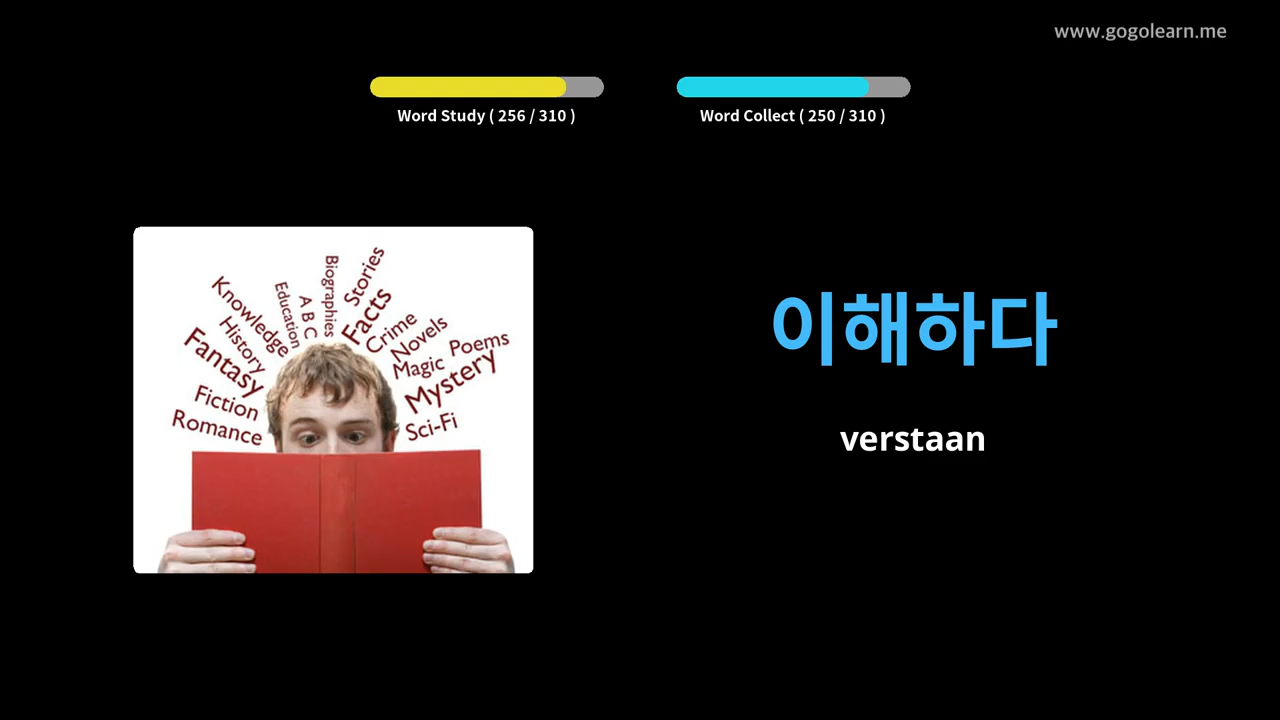 www.gogolearn.me
Word Study ( 256 / 310 )
Word Collect ( 250 / 310 )
Knowledge
Education
A B C
Biographies
Stories
Facts
History
Crime
Novels
Fantasy
Magic
Poems
Mystery
Fiction
Romance
Sci-Fi
이해하다
verstaan